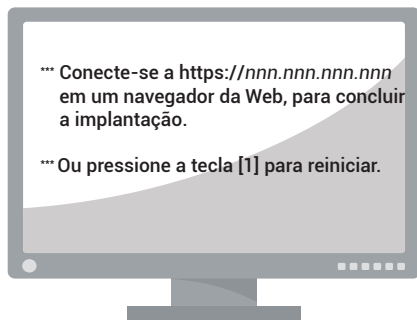 *** Conecte-se a https://nnn.nnn.nnn.nnn
em um navegador da Web, para concluir
a implantação.
*** Ou pressione a tecla [1] para reiniciar.